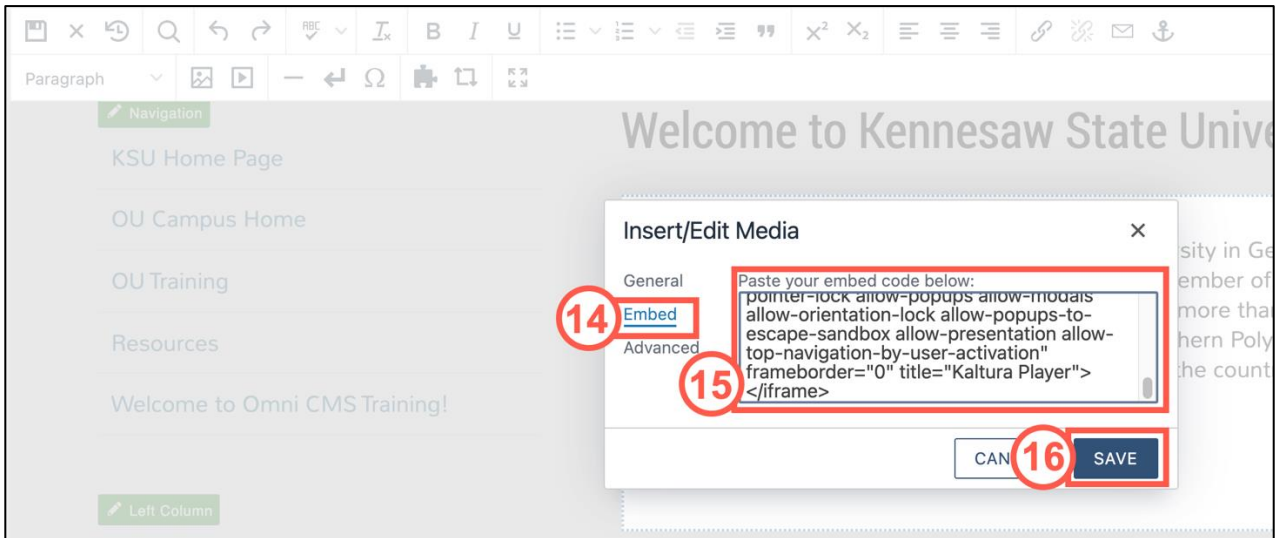 ABC
I
x
B I U
X² X₂
Paragraph
Ω
Navigation
KSU Home Page
OU Campus Home
OU Training
Resources
Welcome to Omni CMS Training!
Left Column
Welcome to Kennesaw State Unive
sity in Ge
ember of
more tha
hern Poly
he count
Insert/Edit Media
General
Embed
Advanced
14
Paste your embed code below:
pointer-lock allow-popups allow-modals
allow-orientation-lock allow-popups-to-
escape-sandbox allow-presentation allow-
top-navigation-by-user-activation"
frameborder="0" title="Kaltura Player">
</iframe>
15
CAN
16
SAVE